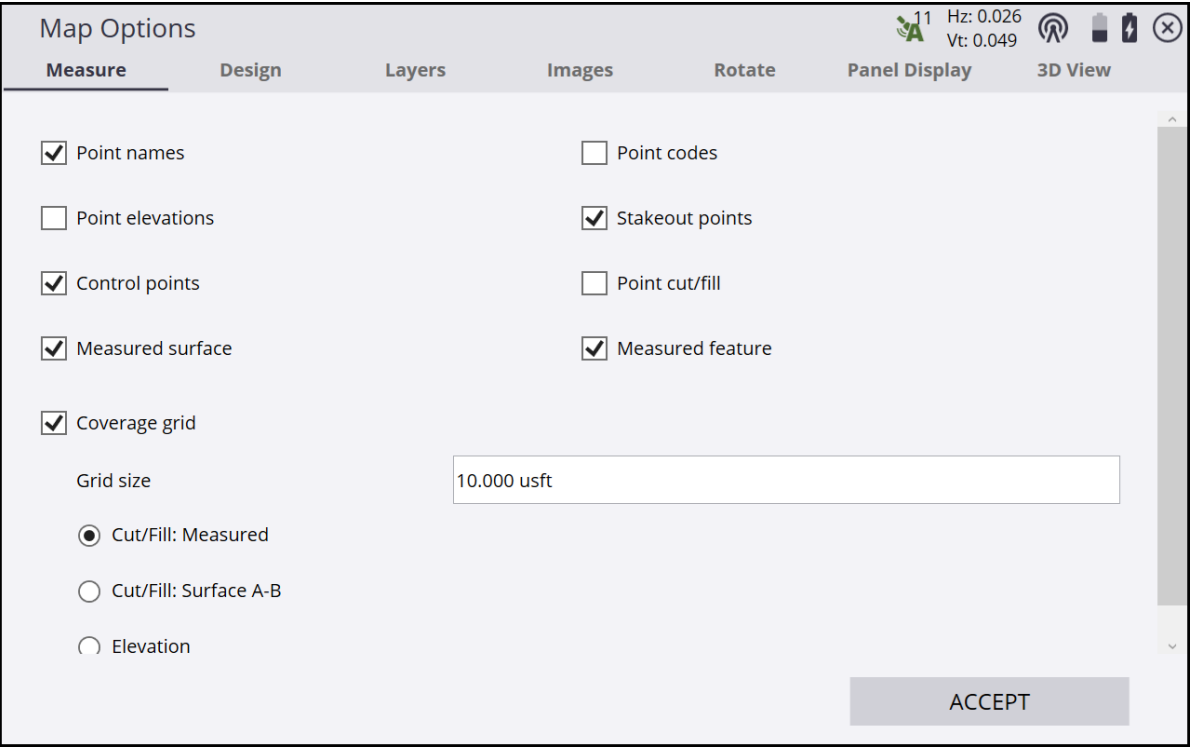 Map Options
11 Hz: 0.026
A Vt: 0.049
Measure Design Layers Images Rotate Panel Display 3D View
Point names Point codes
Point elevations Stakeout points
Control points Point cut/fill
Measured surface Measured feature
Coverage grid
Grid size 10.000 usft
Cut/Fill: Measured
Cut/Fill: Surface A-B
Elevation
ACCEPT